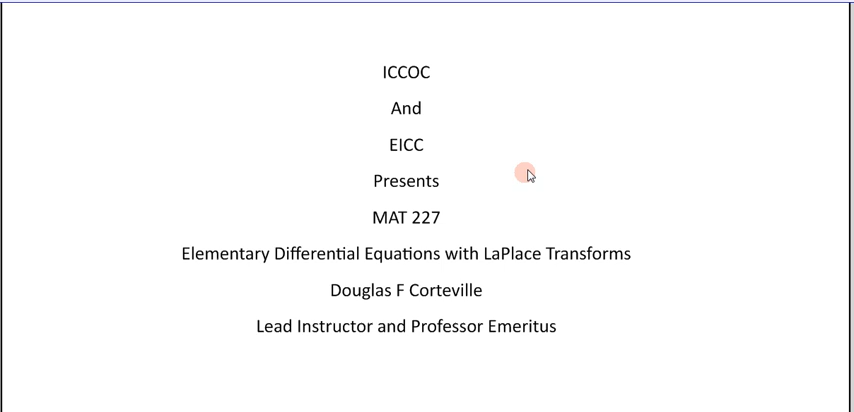 ICCOC
And
EICC
Presents
MAT 227
Elementary Differential Equations with LaPlace Transforms
Douglas F Corteville
Lead Instructor and Professor Emeritus